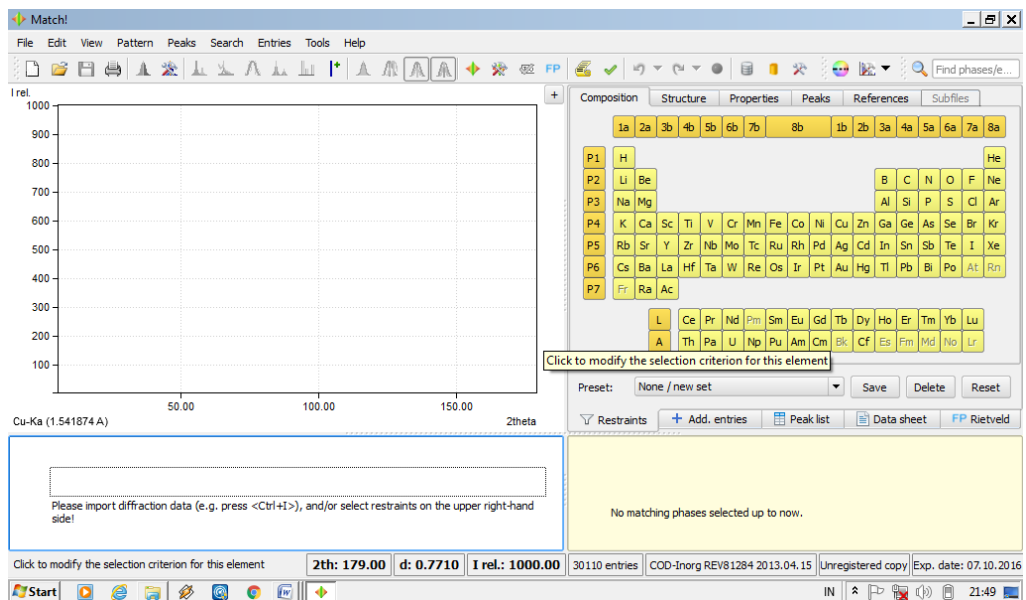 Match!
File Edit View Pattern Peaks Search Entries Tools Help
FP Find phases/e...
I rel.
1000
900
800
700
600
500
400
300
200
100
50.00 100.00 150.00
Cu-Ka (1.541874 A) 2theta
+
Composition Structure Properties Peaks References Subfiles
1a 2a 3b 4b 5b 6b 7b 8b 1b 2b 3a 4a 5a 6a 7a 8a
P1 H He
P2 Li Be B C N O F Ne
P3 Na Mg Al Si P S Cl Ar
P4 K Ca Sc Ti V Cr Mn Fe Co Ni Cu Zn Ga Ge As Se Br Kr
P5 Rb Sr Y Zr Nb Mo Tc Ru Rh Pd Ag Cd In Sn Sb Te I Xe
P6 Cs Ba La Hf Ta W Re Os Ir Pt Au Hg Tl Pb Bi Po At Rn
P7 Fr Ra Ac
L Ce Pr Nd Pm Sm Eu Gd Tb Dy Ho Er Tm Yb Lu
A Th Pa U Np Pu Am Cm Bk Cf Es Fm Md No Lr
Click to modify the selection criterion for this element
Preset: None / new set Save Delete Reset
Restraints + Add. entries Peak list Data sheet FP Rietveld
Please import diffraction data (e.g. press <Ctrl+I>), and/or select restraints on the upper right-hand
side!
No matching phases selected up to now.
Click to modify the selection criterion for this element 2th: 179.00 d: 0.7710 I rel.: 1000.00 30110 entries COD-Inorg REV81284 2013.04.15 Unregistered copy Exp. date: 07.10.2016
Start IN 21:49